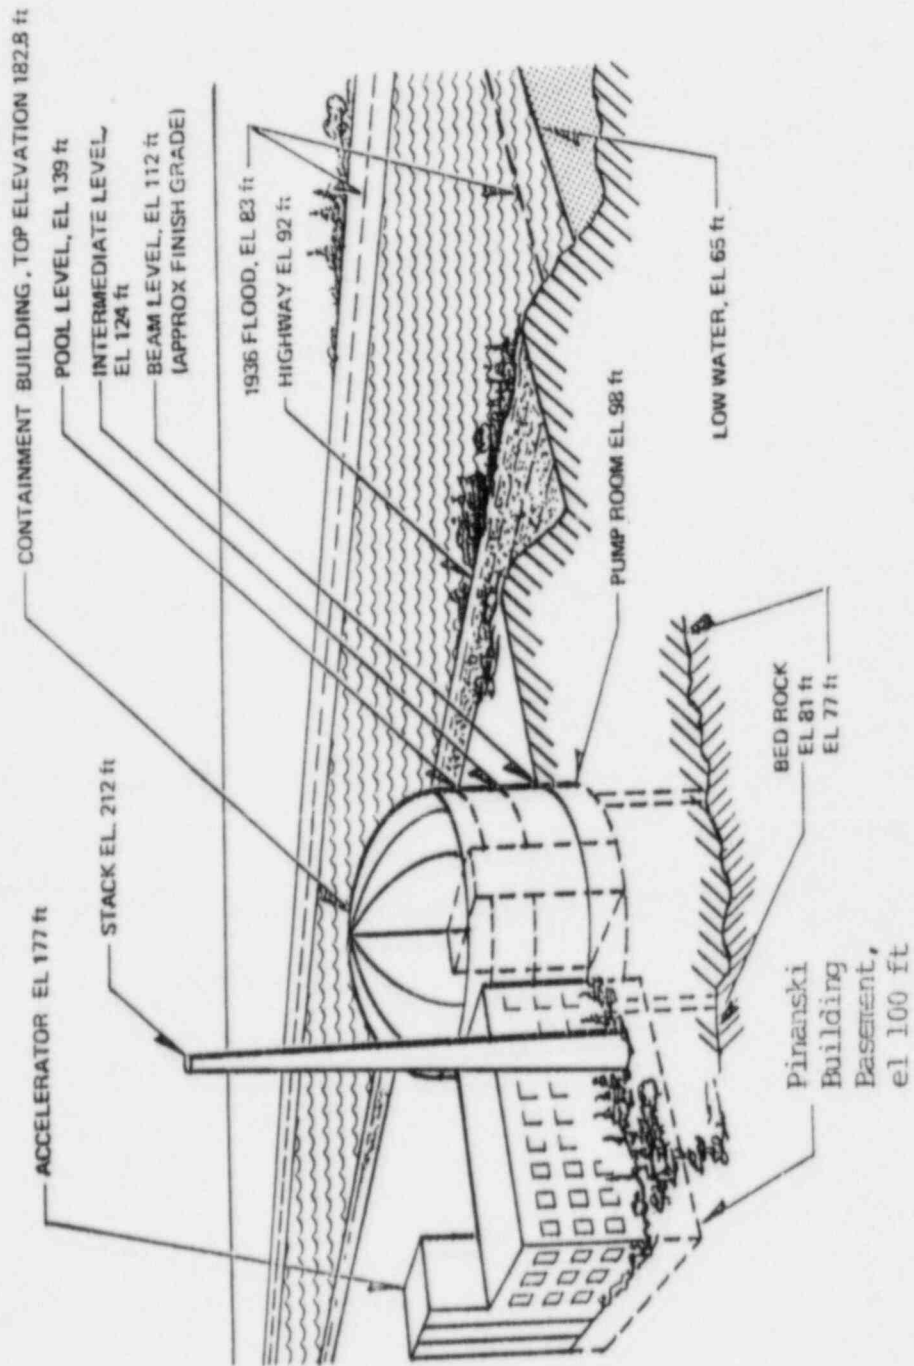 ACCELERATOR EL 177 ft
STACK EL. 212 ft
CONTAINMENT BUILDING, TOP ELEVATION 182.8 ft
POOL LEVEL, EL 139 ft
INTERMEDIATE LEVEL,
EL 124 ft
BEAM LEVEL, EL 112 ft
(APPROX FINISH GRADE)
1936 FLOOD, EL 83 ft
HIGHWAY EL 92 ft
PUMP ROOM EL 98 ft
LOW WATER, EL 65 ft
BED ROCK
EL 81 ft
EL 77 ft
Pinanski
Building
Basement,
el 100 ft